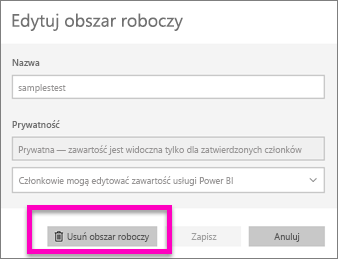 Edytuj obszar roboczy
Nazwa
samplestest
Prywatność
Prywatna — zawartość jest widoczna tylko dla zatwierdzonych członków
Członkowie mogą edytować zawartość usługi Power BI
Usuń obszar roboczy Zapisz Anuluj